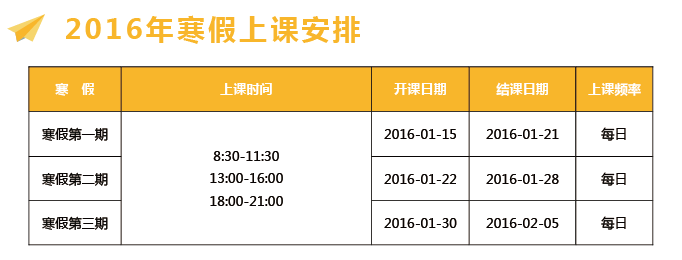 2016年寒假上课安排
寒 假 上课时间 开课日期 结课日期 上课频率
寒假第一期 2016-01-15 2016-01-21 每日
8:30-11:30
13:00-16:00
18:00-21:00
寒假第二期 2016-01-22 2016-01-28 每日
寒假第三期 2016-01-30 2016-02-05 每日